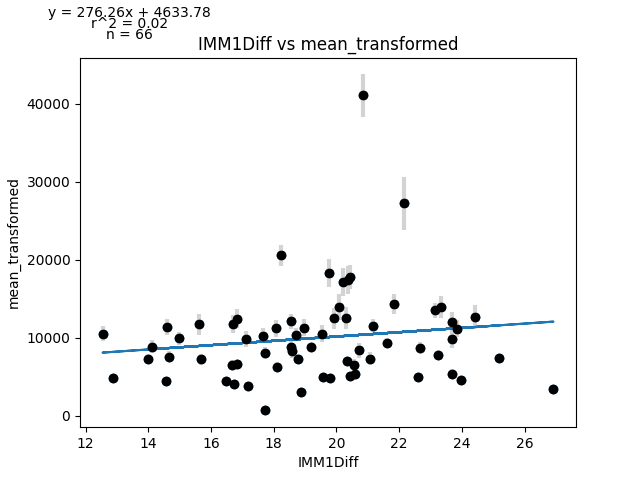 y = 276.26x + 4633.78
r^2 = 0.02
n = 66
IMM1Diff vs mean_transformed
40000
30000
20000
10000
0
mean_transformed
12 14 16 18 20 22 24 26
IMM1Diff